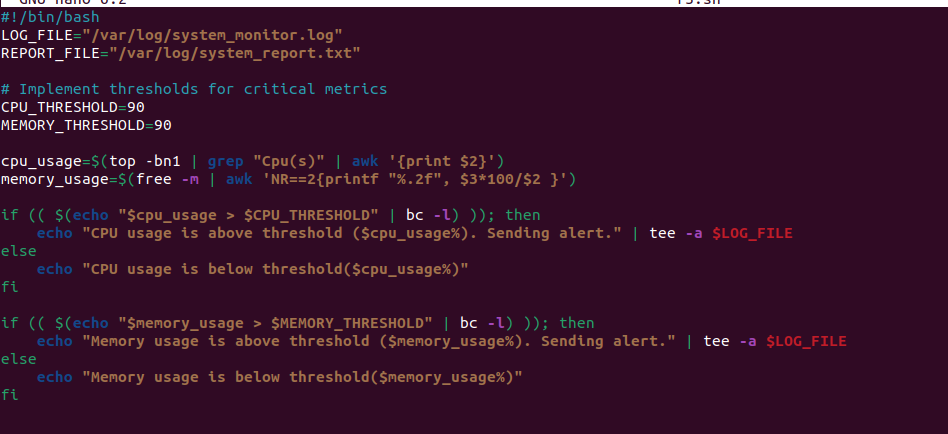 #!/bin/bash
LOG_FILE="/var/log/system_monitor.log"
REPORT_FILE="/var/log/system_report.txt"

# Implement thresholds for critical metrics
CPU_THRESHOLD=90
MEMORY_THRESHOLD=90

cpu_usage=$(top -bn1 | grep "Cpu(s)" | awk '{print $2}')
memory_usage=$(free -m | awk 'NR==2{printf "%.2f", $3*100/$2 }')

if (( $(echo "$cpu_usage > $CPU_THRESHOLD" | bc -l) )); then
    echo "CPU usage is above threshold ($cpu_usage%). Sending alert." | tee -a $LOG_FILE
else
    echo "CPU usage is below threshold($cpu_usage%)"
fi

if (( $(echo "$memory_usage > $MEMORY_THRESHOLD" | bc -l) )); then
    echo "Memory usage is above threshold ($memory_usage%). Sending alert." | tee -a $LOG_FILE
else
    echo "Memory usage is below threshold($memory_usage%)"
fi